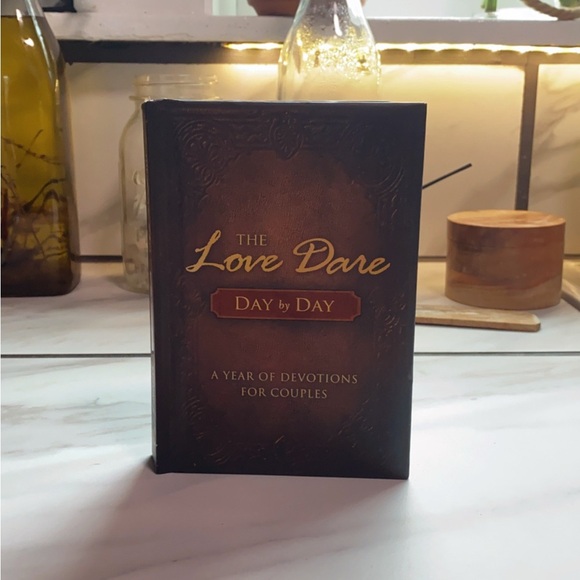 THE
Love Dare
DAY by DAY
A YEAR OF DEVOTIONS
FOR COUPLES